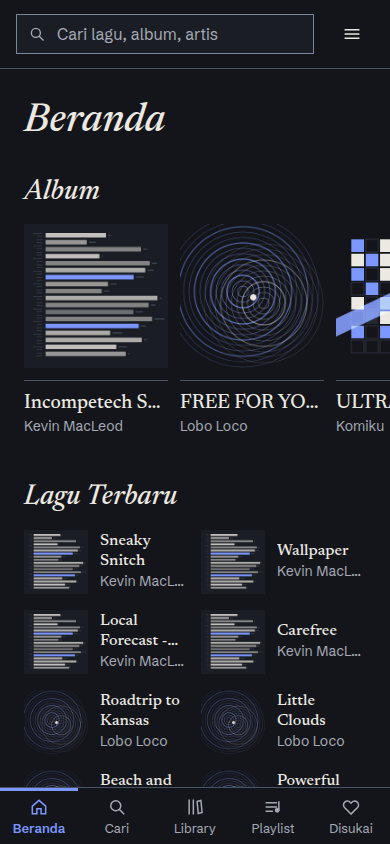 Cari lagu, album, artis
Beranda
Album
Incompetech S...
Kevin MacLeod
FREE FOR YO...
Lobo Loco
ULTR
Komiku
Lagu Terbaru
Sneaky
Snitch
Kevin MacL...
Wallpaper
Kevin MacL...
Local
Forecast -...
Kevin MacL...
Carefree
Kevin MacL...
Roadtrip to
Kansas
Lobo Loco
Little
Clouds
Lobo Loco
Beach and
Powerful
Beranda
Cari
Library
Playlist
Disukai